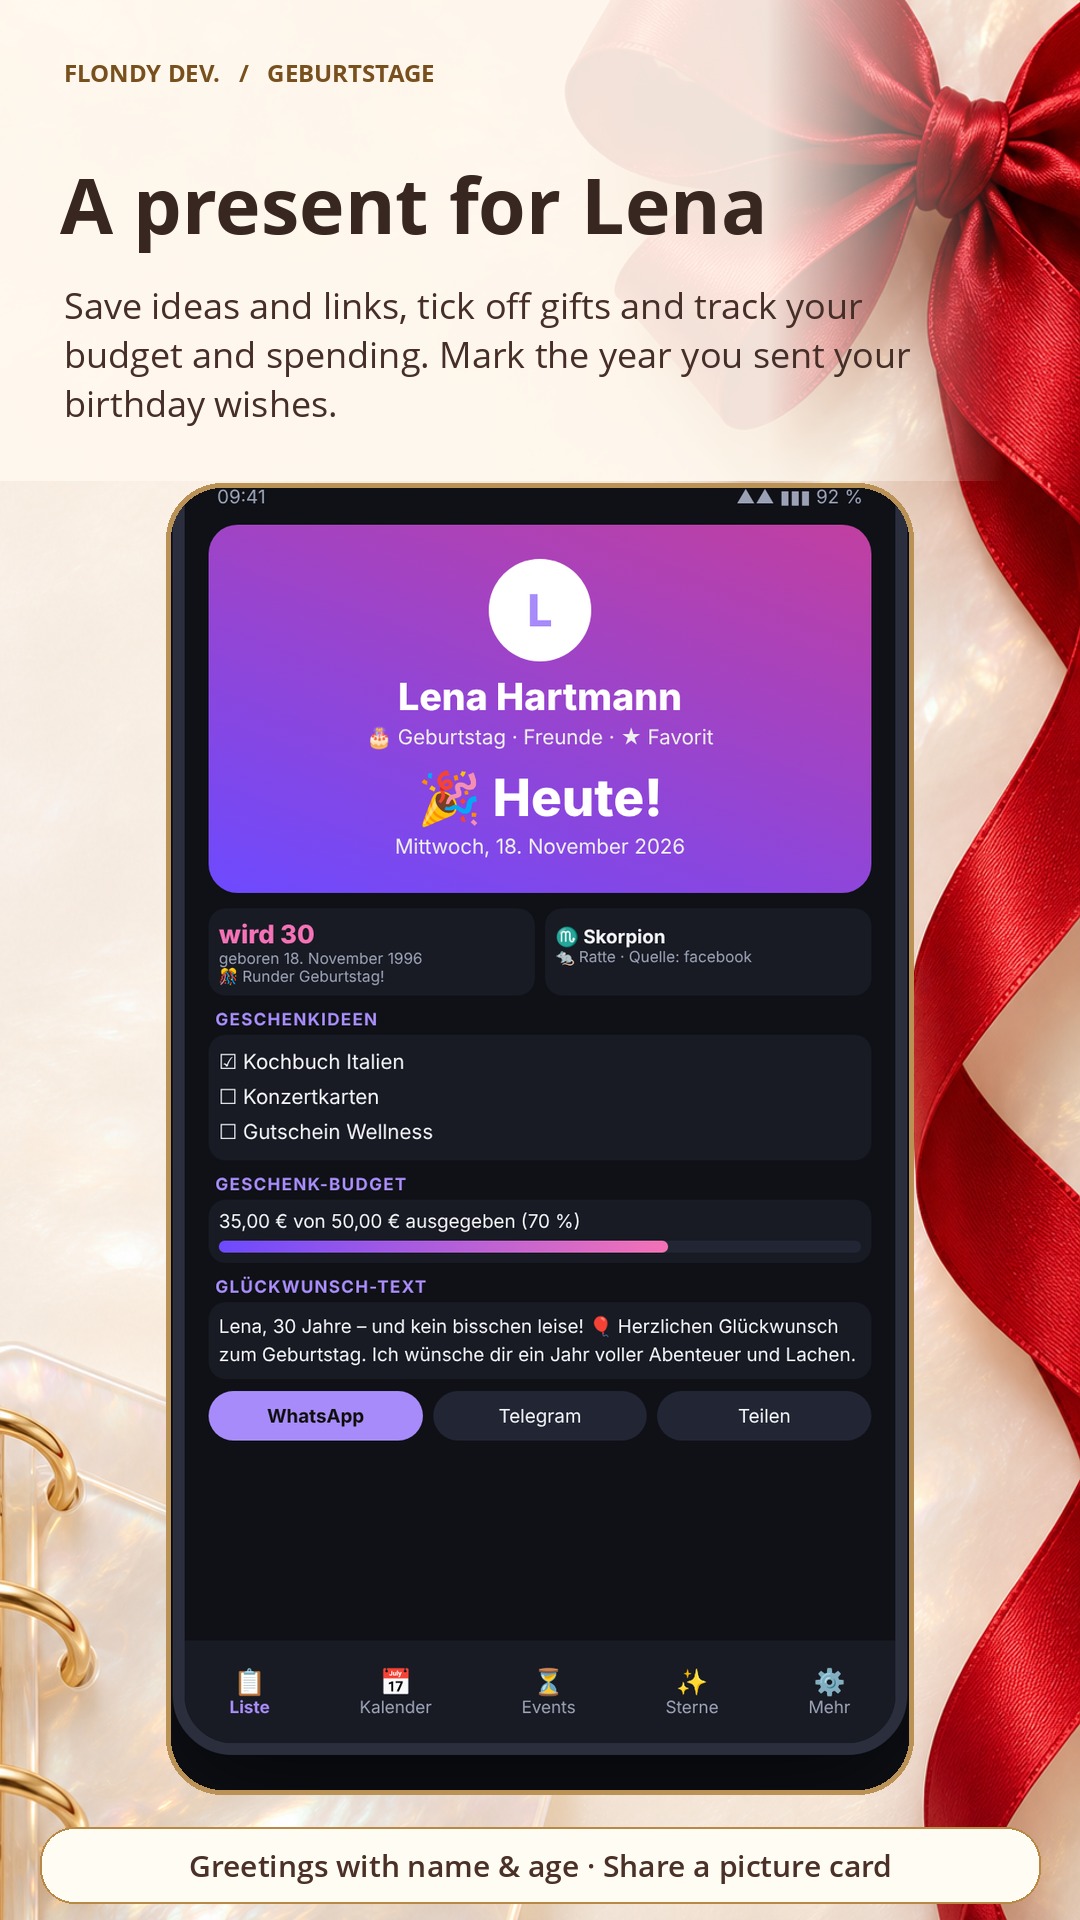 FLONDY DEV. / GEBURTSTAGE
A present for Lena
Save ideas and links, tick off gifts and track your
budget and spending. Mark the year you sent your
birthday wishes.
09:41 92 %
L
Lena Hartmann
🎂 Geburtstag · Freunde · ★ Favorit
🎉 Heute!
Mittwoch, 18. November 2026
wird 30
geboren 18. November 1996
🎊 Runder Geburtstag!
♏ Skorpion
🐀 Ratte · Quelle: facebook
GESCHENKIDEEN
☑ Kochbuch Italien
☐ Konzertkarten
☐ Gutschein Wellness
GESCHENK-BUDGET
35,00 € von 50,00 € ausgegeben (70 %)
GLÜCKWUNSCH-TEXT
Lena, 30 Jahre – und kein bisschen leise! 🎈 Herzlichen Glückwunsch
zum Geburtstag. Ich wünsche dir ein Jahr voller Abenteuer und Lachen.
WhatsApp Telegram Teilen
Liste Kalender Events Sterne Mehr
Greetings with name & age · Share a picture card